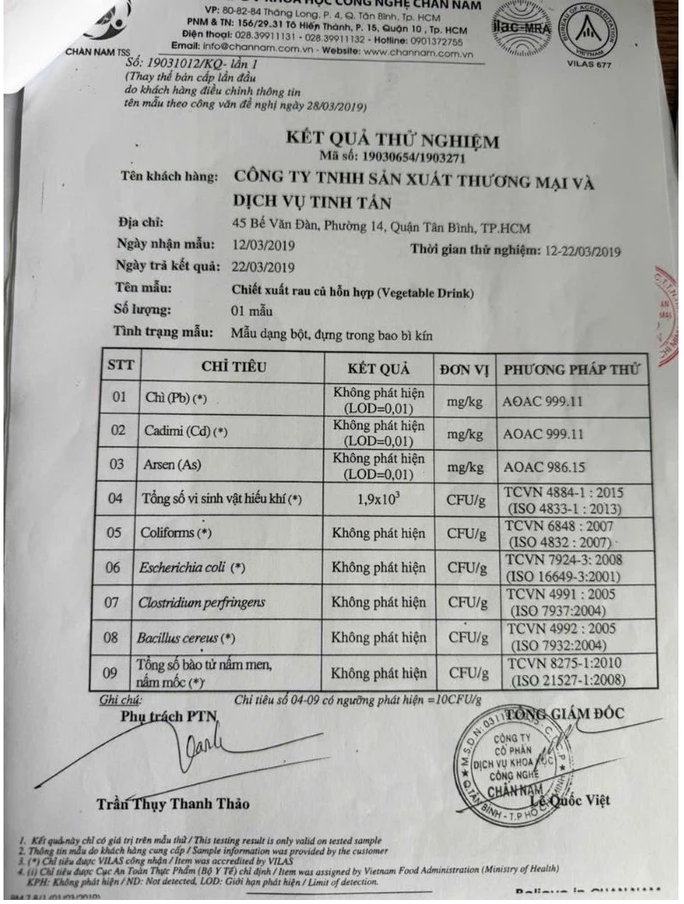 KHOA HỌC CÔNG NGHỆ CHẤN NAM
VP: 80-82-84 Thăng Long, P. 4, Q. Tân Bình, Tp. HCM
PNM & TN: 156/29.31 Tô Hiến Thành, P. 15, Quận 10, Tp. HCM
Điện thoại: 028.39911131 - 028.39911132 - Hotline: 0901372755
Email: info@channam.com.vn - Website: www.channam.com.vn
CHAN NAM TSS
ilac-MRA
BUREAU OF ACCREDITATION
VIETNAM
VILAS 677
Số: 19031012/KQ- lần 1
(Thay thế bản cấp lần đầu
do khách hàng điều chỉnh thông tin
tên mẫu theo công văn đề nghị ngày 28/03/2019)
KẾT QUẢ THỬ NGHIỆM
Mã số: 19030654/1903271
Tên khách hàng: CÔNG TY TNHH SẢN XUẤT THƯƠNG MẠI VÀ
DỊCH VỤ TINH TẤN
Địa chỉ: 45 Bế Văn Đàn, Phường 14, Quận Tân Bình, TP.HCM
Ngày nhận mẫu: 12/03/2019 Thời gian thử nghiệm: 12-22/03/2019
Ngày trả kết quả: 22/03/2019
Tên mẫu: Chiết xuất rau củ hỗn hợp (Vegetable Drink)
Số lượng: 01 mẫu
Tình trạng mẫu: Mẫu dạng bột, đựng trong bao bì kín
STT CHỈ TIÊU KẾT QUẢ ĐƠN VỊ PHƯƠNG PHÁP THỬ
01 Chì (Pb) (*) Không phát hiện (LOD=0,01) mg/kg AOAC 999.11
02 Cadimi (Cd) (*) Không phát hiện (LOD=0,01) mg/kg AOAC 999.11
03 Arsen (As) Không phát hiện (LOD=0,01) mg/kg AOAC 986.15
04 Tổng số vi sinh vật hiếu khí (*) 1,9x10³ CFU/g TCVN 4884-1 : 2015 (ISO 4833-1 : 2013)
05 Coliforms (*) Không phát hiện CFU/g TCVN 6848 : 2007 (ISO 4832 : 2007)
06 Escherichia coli (*) Không phát hiện CFU/g TCVN 7924-3: 2008 (ISO 16649-3:2001)
07 Clostridium perfringens Không phát hiện CFU/g TCVN 4991 : 2005 (ISO 7937:2004)
08 Bacillus cereus (*) Không phát hiện CFU/g TCVN 4992 : 2005 (ISO 7932:2004)
09 Tổng số bào tử nấm men, nấm mốc (*) Không phát hiện CFU/g TCVN 8275-1:2010 (ISO 21527-1:2008)
Ghi chú: Chỉ tiêu số 04-09 có ngưỡng phát hiện =10CFU/g
Phụ trách PTN TỔNG GIÁM ĐỐC
CÔNG TY
CỔ PHẦN
DỊCH VỤ KHOA HỌC
CÔNG NGHỆ
CHẤN NAM
Q.TÂN BÌNH - T.P HỒ CHÍ MINH
Trần Thụy Thanh Thảo Lê Quốc Việt
1. Kết quả này chỉ có giá trị trên mẫu thử / This testing result is only valid on tested sample
2. Thông tin mẫu do khách hàng cung cấp / Sample information was provided by the customer
3. (*) Chỉ tiêu được VILAS công nhận / Item was accredited by VILAS
4. (i) Chỉ tiêu được Cục An Toàn Thực Phẩm (Bộ Y Tế) chỉ định / Item was assigned by Vietnam Food Administration (Ministry of Health)
KPH: Không phát hiện / ND: Not detected, LOD: Giới hạn phát hiện / Limit of detection.